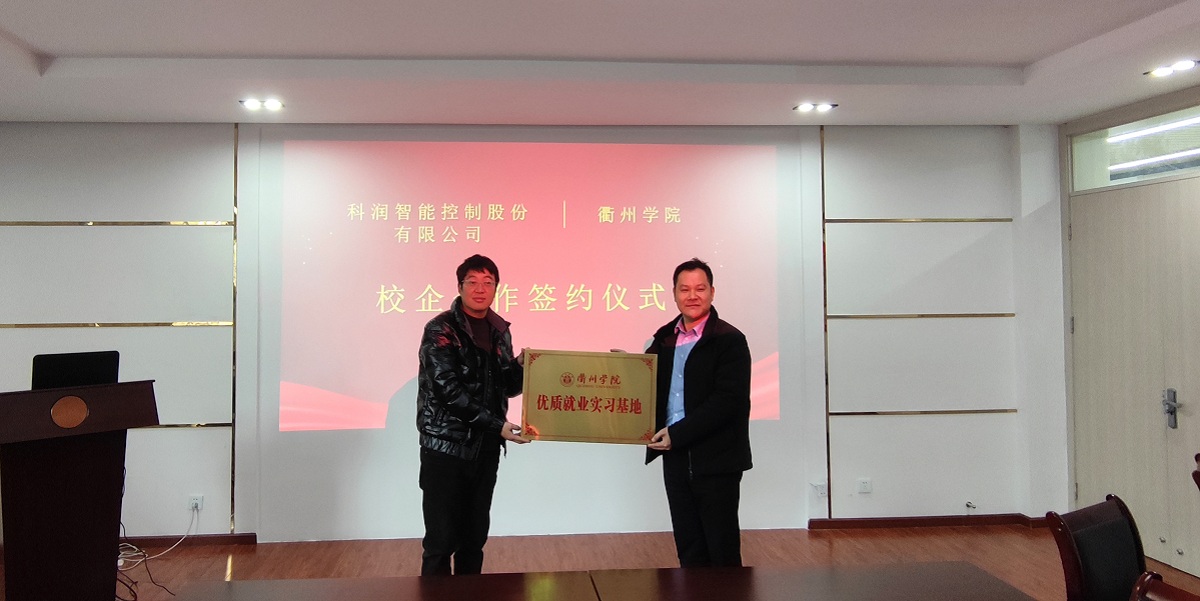 科润智能控制股份
有限公司
衢州学院
校企 作签约仪式
衢州学院
优质就业实习基地